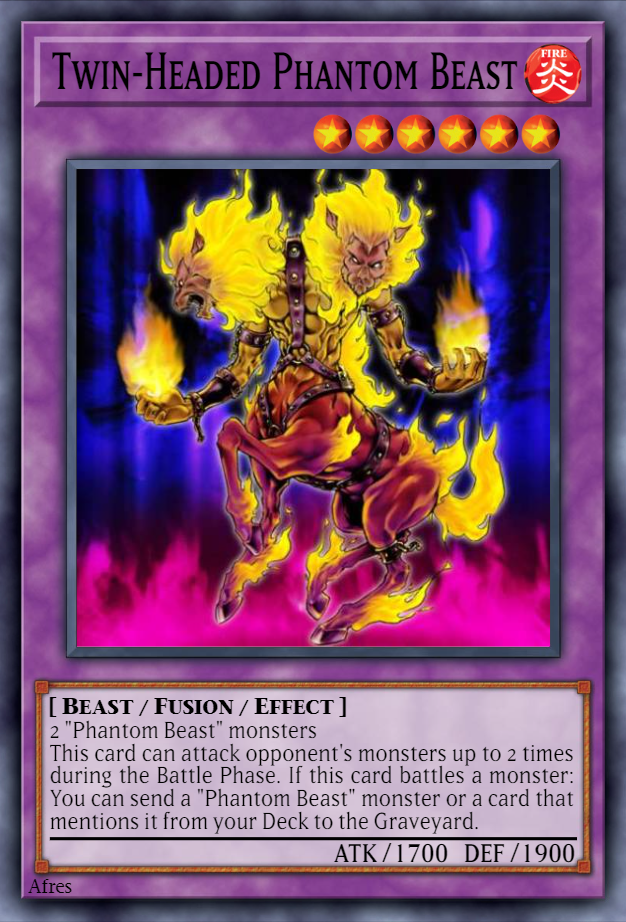 Twin-Headed Phantom Beast
FIRE
炎
[ Beast / Fusion / Effect ]
2 "Phantom Beast" monsters
This card can attack opponent's monsters up to 2 times
during the Battle Phase. If this card battles a monster:
You can send a "Phantom Beast" monster or a card that
mentions it from your Deck to the Graveyard.
ATK/1700 DEF/1900
Afres